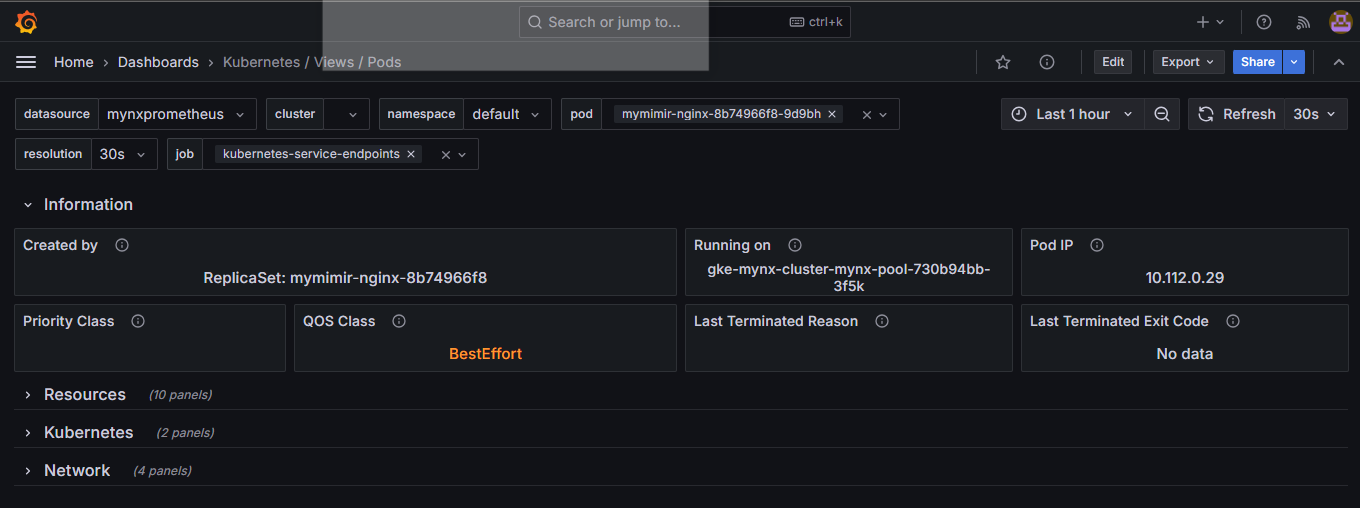 Search or jump to... ctrl+k
Home › Dashboards › Kubernetes / Views / Pods Edit Export Share
datasource mynxprometheus cluster namespace default pod mymimir-nginx-8b74966f8-9d9bh Last 1 hour Refresh 30s
resolution 30s job kubernetes-service-endpoints
Information
Created by Running on Pod IP
ReplicaSet: mymimir-nginx-8b74966f8
gke-mynx-cluster-mynx-pool-730b94bb-
3f5k
10.112.0.29
Priority Class QOS Class Last Terminated Reason Last Terminated Exit Code
BestEffort No data
Resources (10 panels)
Kubernetes (2 panels)
Network (4 panels)